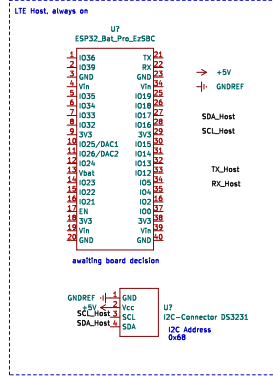 LTE Host, always on
U?
ESP32_Bat_Pro_EzSBC
1 IO36 TX 21
2 IO39 RX 22
3 GND GND 23
4 Vin Vin 24
5 IO35 IO19 25
6 IO34 IO18 26
7 IO33 IO17 27
8 IO32 IO16 28
9 3V3 3V3 29
10 IO25/DAC1 IO15 30
11 IO26/DAC2 IO14 31
12 IO24 IO13 32
13 Vbat IO12 33
14 IO23 IO5 34
15 IO22 IO4 35
16 IO21 IO2 36
17 EN IO0 37
18 3V3 3V3 38
19 Vin Vin 39
20 GND GND 40
+5V
GNDREF
SDA_Host
SCL_Host
TX_Host
RX_Host
awaiting board decision
GNDREF 1 GND
+5V 2 Vcc
SCL_Host 3 SCL
SDA_Host 4 SDA
U?
I2C-Connector DS3231
I2C Address
0x68